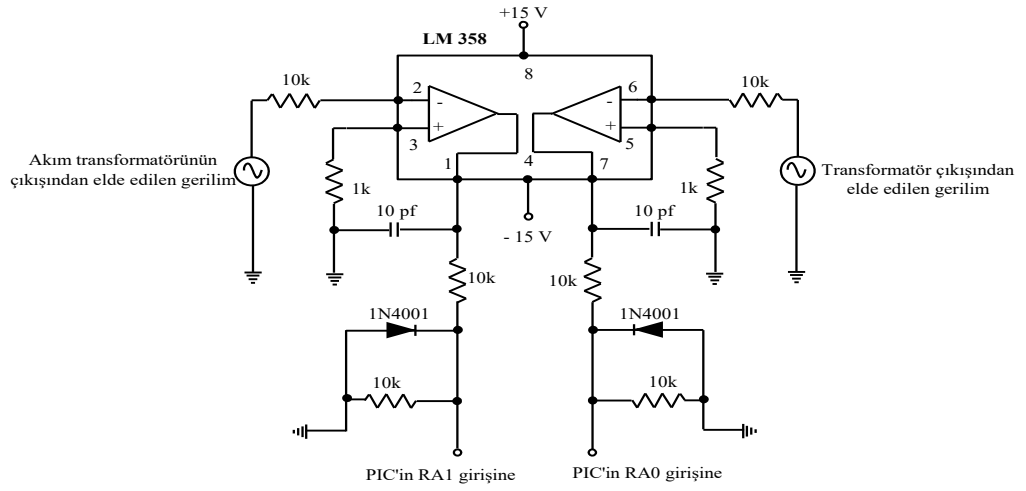 +15 V
LM 358
8
10k
2
-
+
3
6
-
+
5
10k
Akım transformatörünün
çıkışından elde edilen gerilim
1k
1
4
7
1k
Transformatör çıkışından
elde edilen gerilim
10 pf
- 15 V
10 pf
10k
10k
1N4001
1N4001
10k
10k
PIC'in RA1 girişine
PIC'in RA0 girişine